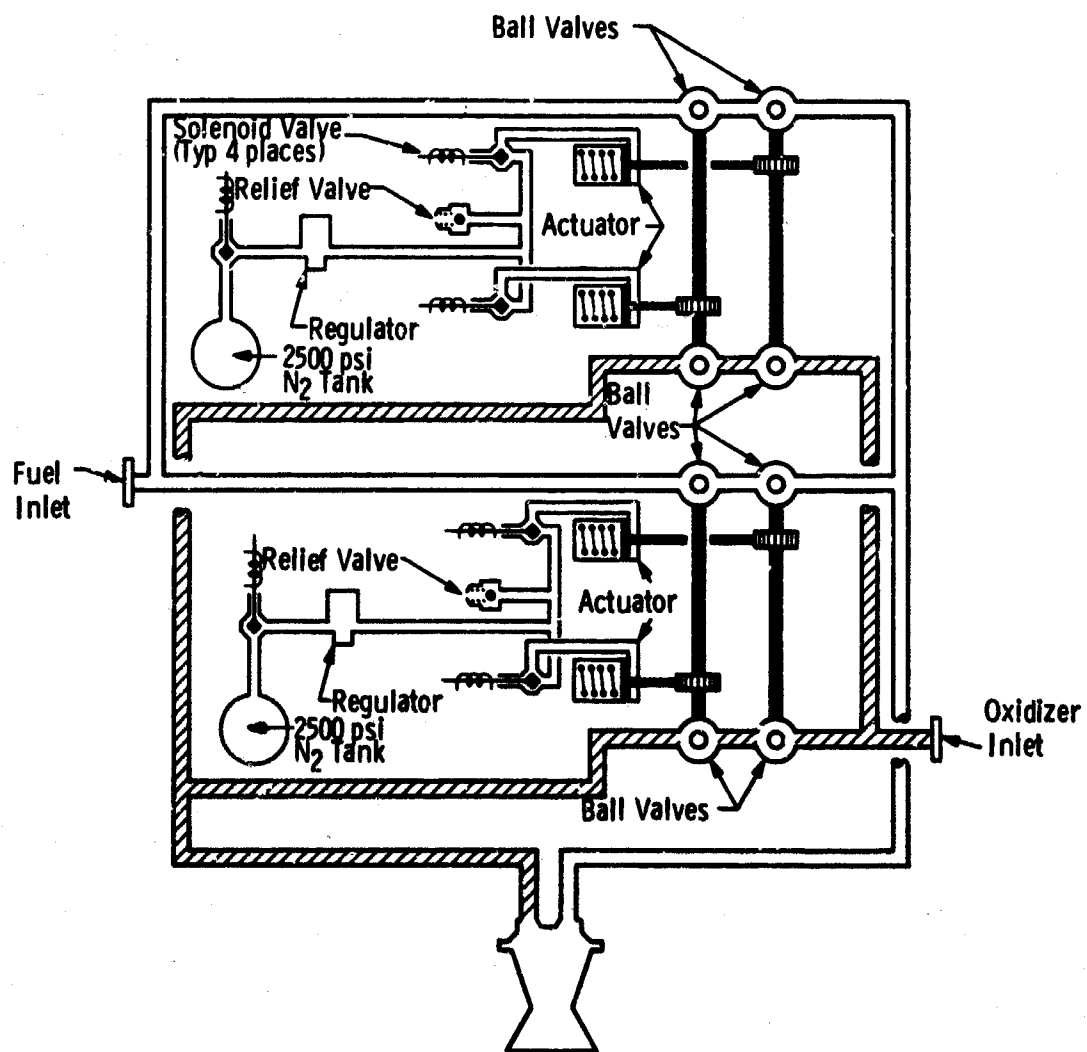 Ball Valves
Solenoid Valve
(Typ 4 places)
Relief Valve
Actuator
Regulator
2500 psi
N2 Tank
Ball
Valves
Fuel
Inlet
Relief Valve
Actuator
Regulator
2500 psi
N2 Tank
Oxidizer
Inlet
Ball Valves